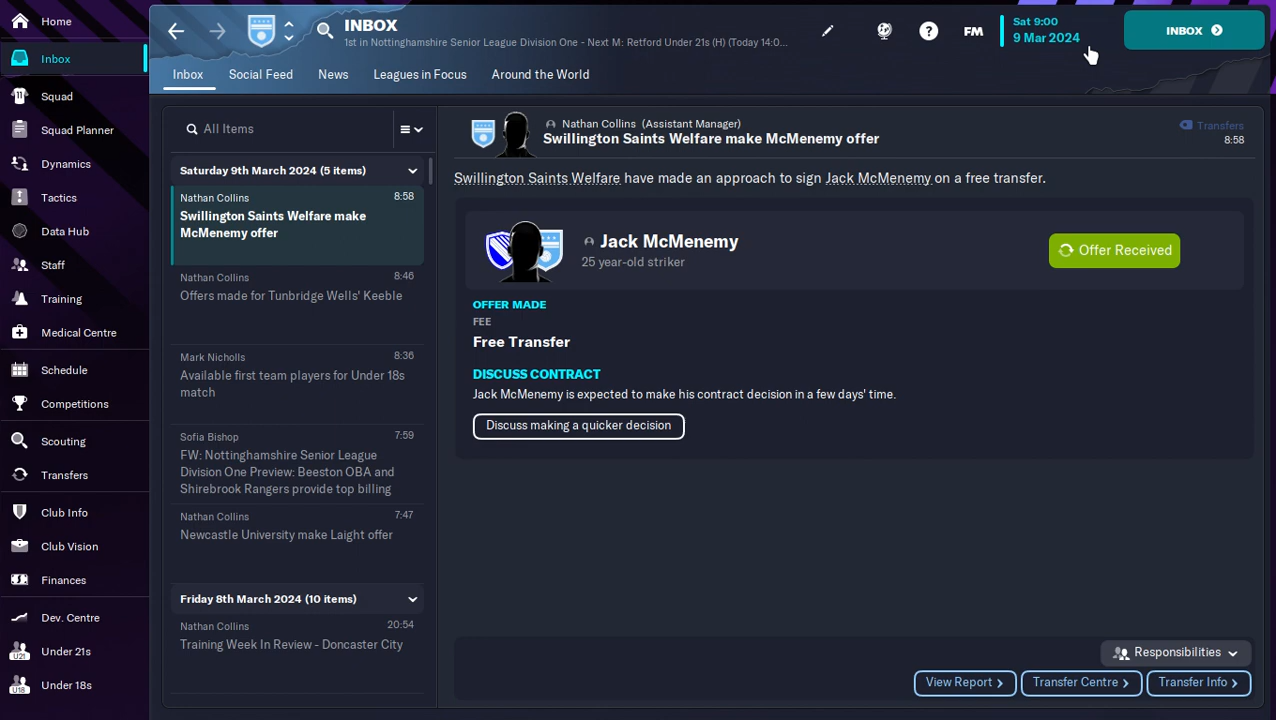 Home
Inbox
Squad
Squad Planner
Dynamics
Tactics
Data Hub
Staff
Training
Medical Centre
Schedule
Competitions
Scouting
Transfers
Club Info
Club Vision
Finances
Dev. Centre
U21
Under 21s
U18
Under 18s
INBOX
1st in Nottinghamshire Senior League Division One - Next M: Retford Under 21s (H) (Today 14:0...
FM
Sat 9:00
9 Mar 2024
INBOX
Inbox
Social Feed
News
Leagues in Focus
Around the World
All Items
Saturday 9th March 2024 (5 items)
Nathan Collins
8:58
Swillington Saints Welfare make
McMenemy offer
Nathan Collins
8:46
Offers made for Tunbridge Wells' Keeble
Mark Nicholls
8:36
Available first team players for Under 18s
match
Sofia Bishop
7:59
FW: Nottinghamshire Senior League
Division One Preview: Beeston OBA and
Shirebrook Rangers provide top billing
Nathan Collins
7:47
Newcastle University make Laight offer
Friday 8th March 2024 (10 items)
Nathan Collins
20:54
Training Week In Review - Doncaster City
Nathan Collins (Assistant Manager)
Swillington Saints Welfare make McMenemy offer
Transfers
8:58
Swillington Saints Welfare have made an approach to sign Jack McMenemy on a free transfer.
Jack McMenemy
25 year-old striker
Offer Received
OFFER MADE
FEE
Free Transfer
DISCUSS CONTRACT
Jack McMenemy is expected to make his contract decision in a few days' time.
Discuss making a quicker decision
Responsibilities
View Report
Transfer Centre
Transfer Info